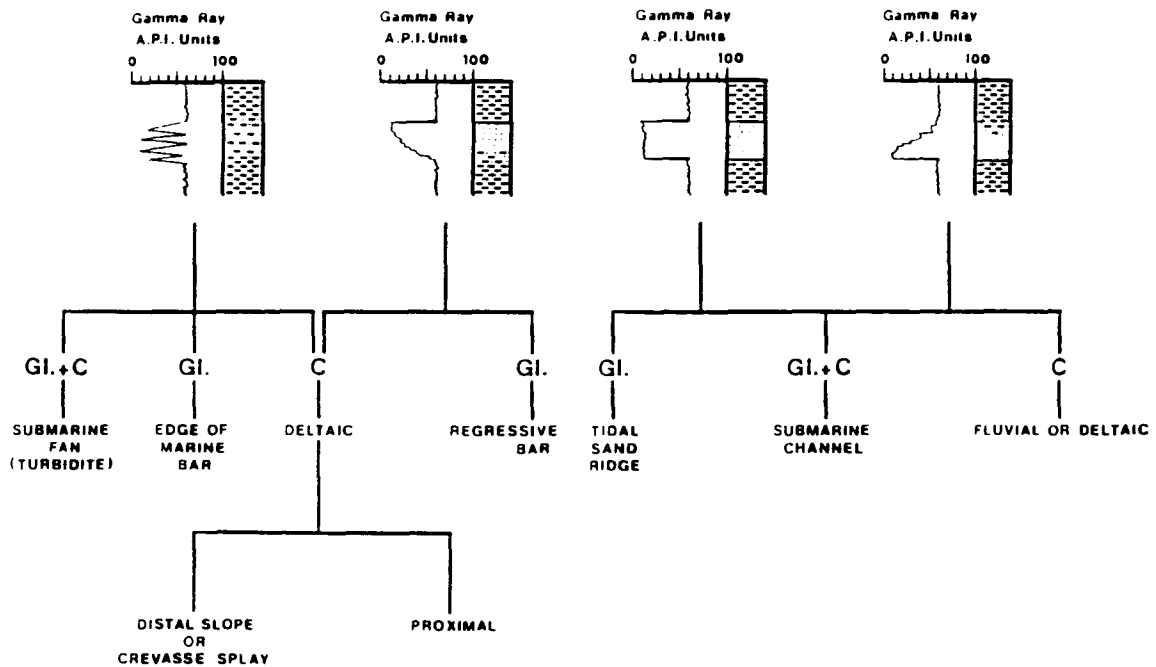 Gamma Ray
A.P.I. Units
0 100
Gamma Ray
A.P.I. Units
0 100
Gamma Ray
A.P.I. Units
0 100
Gamma Ray
A.P.I. Units
0 100
Gl. + C
Gl.
C
Gl.
Gl.
Gl. + C
C
SUBMARINE
FAN
(TURBIDITE)
EDGE OF
MARINE
BAR
DELTAIC
REGRESSIVE
BAR
TIDAL
SAND
RIDGE
SUBMARINE
CHANNEL
FLUVIAL OR DELTAIC
DISTAL SLOPE
OR
CREVASSE SPLAY
PROXIMAL